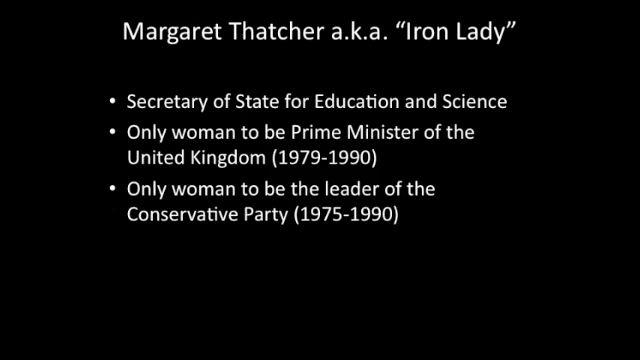 Margaret Thatcher a.k.a. “Iron Lady”
• Secretary of State for Education and Science
• Only woman to be Prime Minister of the
United Kingdom (1979-1990)
• Only woman to be the leader of the
Conservative Party (1975-1990)